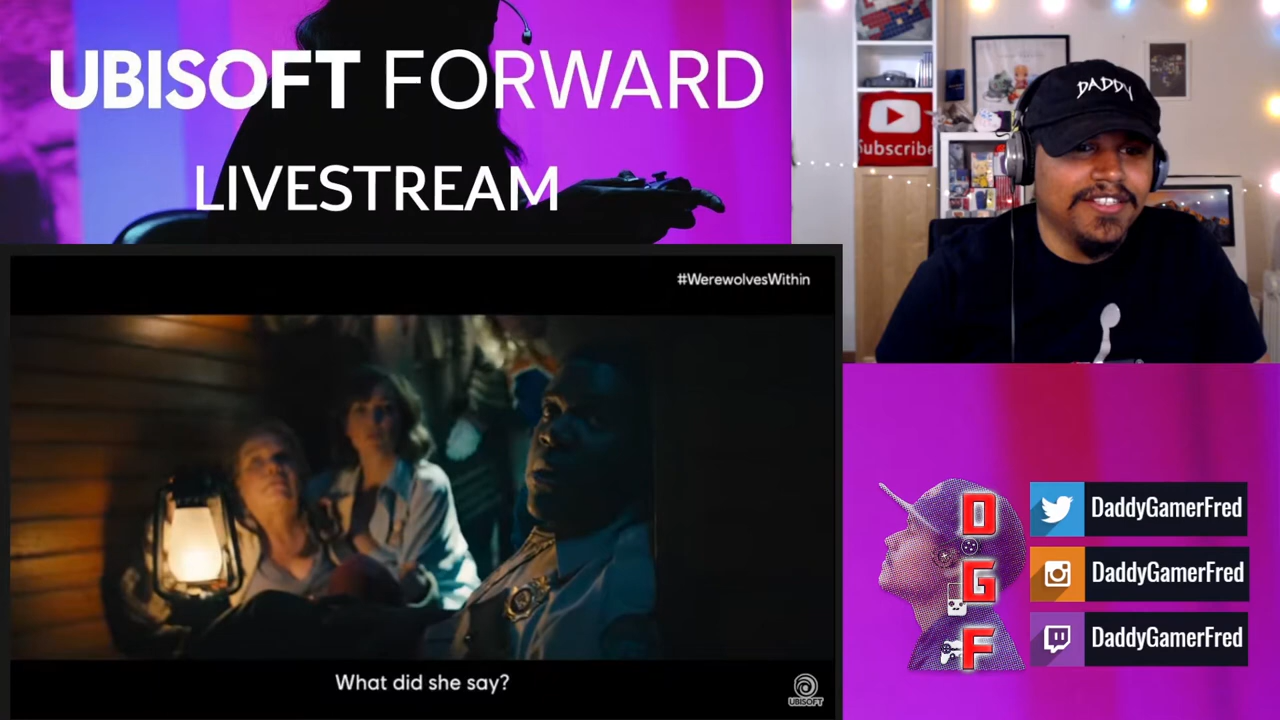 UBISOFT FORWARD
LIVESTREAM
DADDY
Subscribe
#WerewolvesWithin
What did she say?
UBISOFT
D
G
F
DaddyGamerFred
DaddyGamerFred
DaddyGamerFred